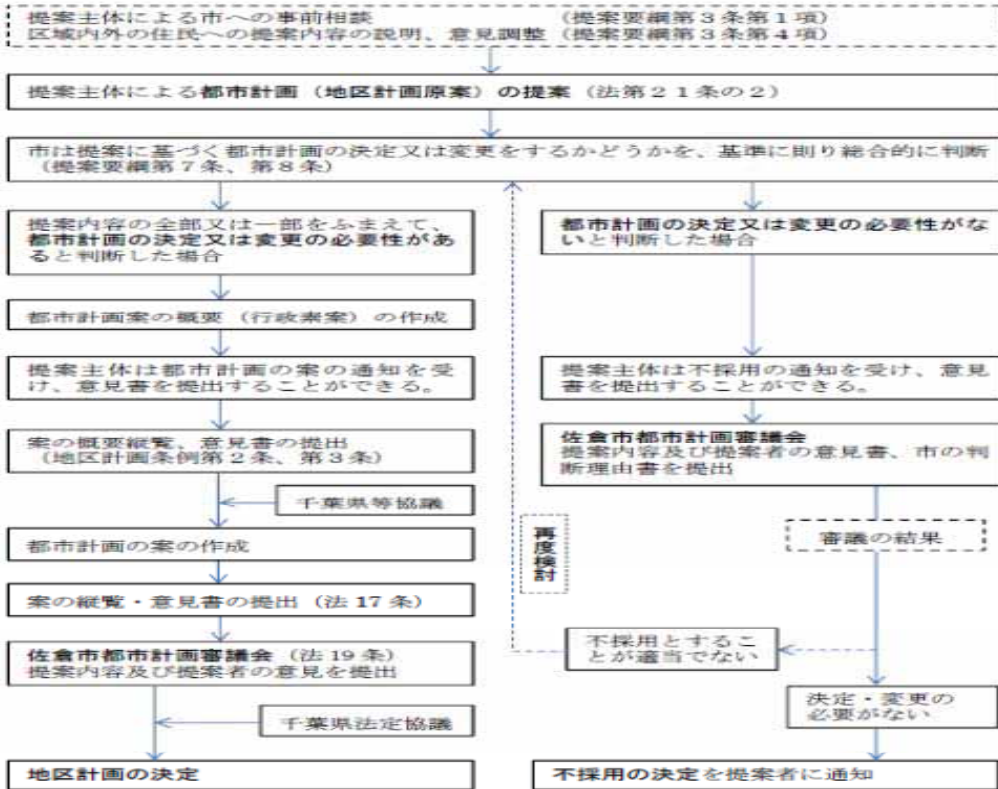 提案主体による市への事前相談 (提案要綱第3条第1項)
区域内外の住民への提案内容の説明、意見調整 (提案要綱第3条第4項)
提案主体による都市計画（地区計画原案）の提案（法第21条の2）
市は提案に基づく都市計画の決定又は変更をするかどうかを、基準に則り総合的に判断
(提案要綱第7条、第8条)
提案内容の全部又は一部をふまえて、
都市計画の決定又は変更の必要性があ
ると判断した場合
都市計画の決定又は変更の必要性がな
いと判断した場合
都市計画案の概要（行政素案）の作成
提案主体は都市計画の案の通知を受
け、意見書を提出することができる。
提案主体は不採用の通知を受け、意見
書を提出することができる。
案の概要縦覧、意見書の提出
(地区計画条例第2条、第3条)
佐倉市都市計画審議会
提案内容及び提案者の意見書、市の判
断理由書を提出
千葉県等協議
都市計画の案の作成
再度検討
審議の結果
案の縦覧・意見書の提出（法17条）
佐倉市都市計画審議会（法19条）
提案内容及び提案者の意見を提出
不採用とするこ
とが適当でない
千葉県法定協議
決定・変更の
必要がない
地区計画の決定
不採用の決定を提案者に通知